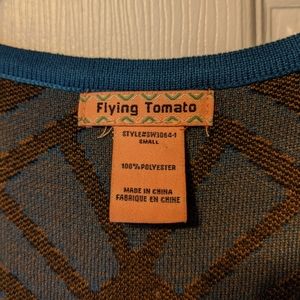 Flying Tomato
STYLE#SW3064-1
SMALL
100%POLYESTER
MADE IN CHINA
FABRIQUE EN CHINE